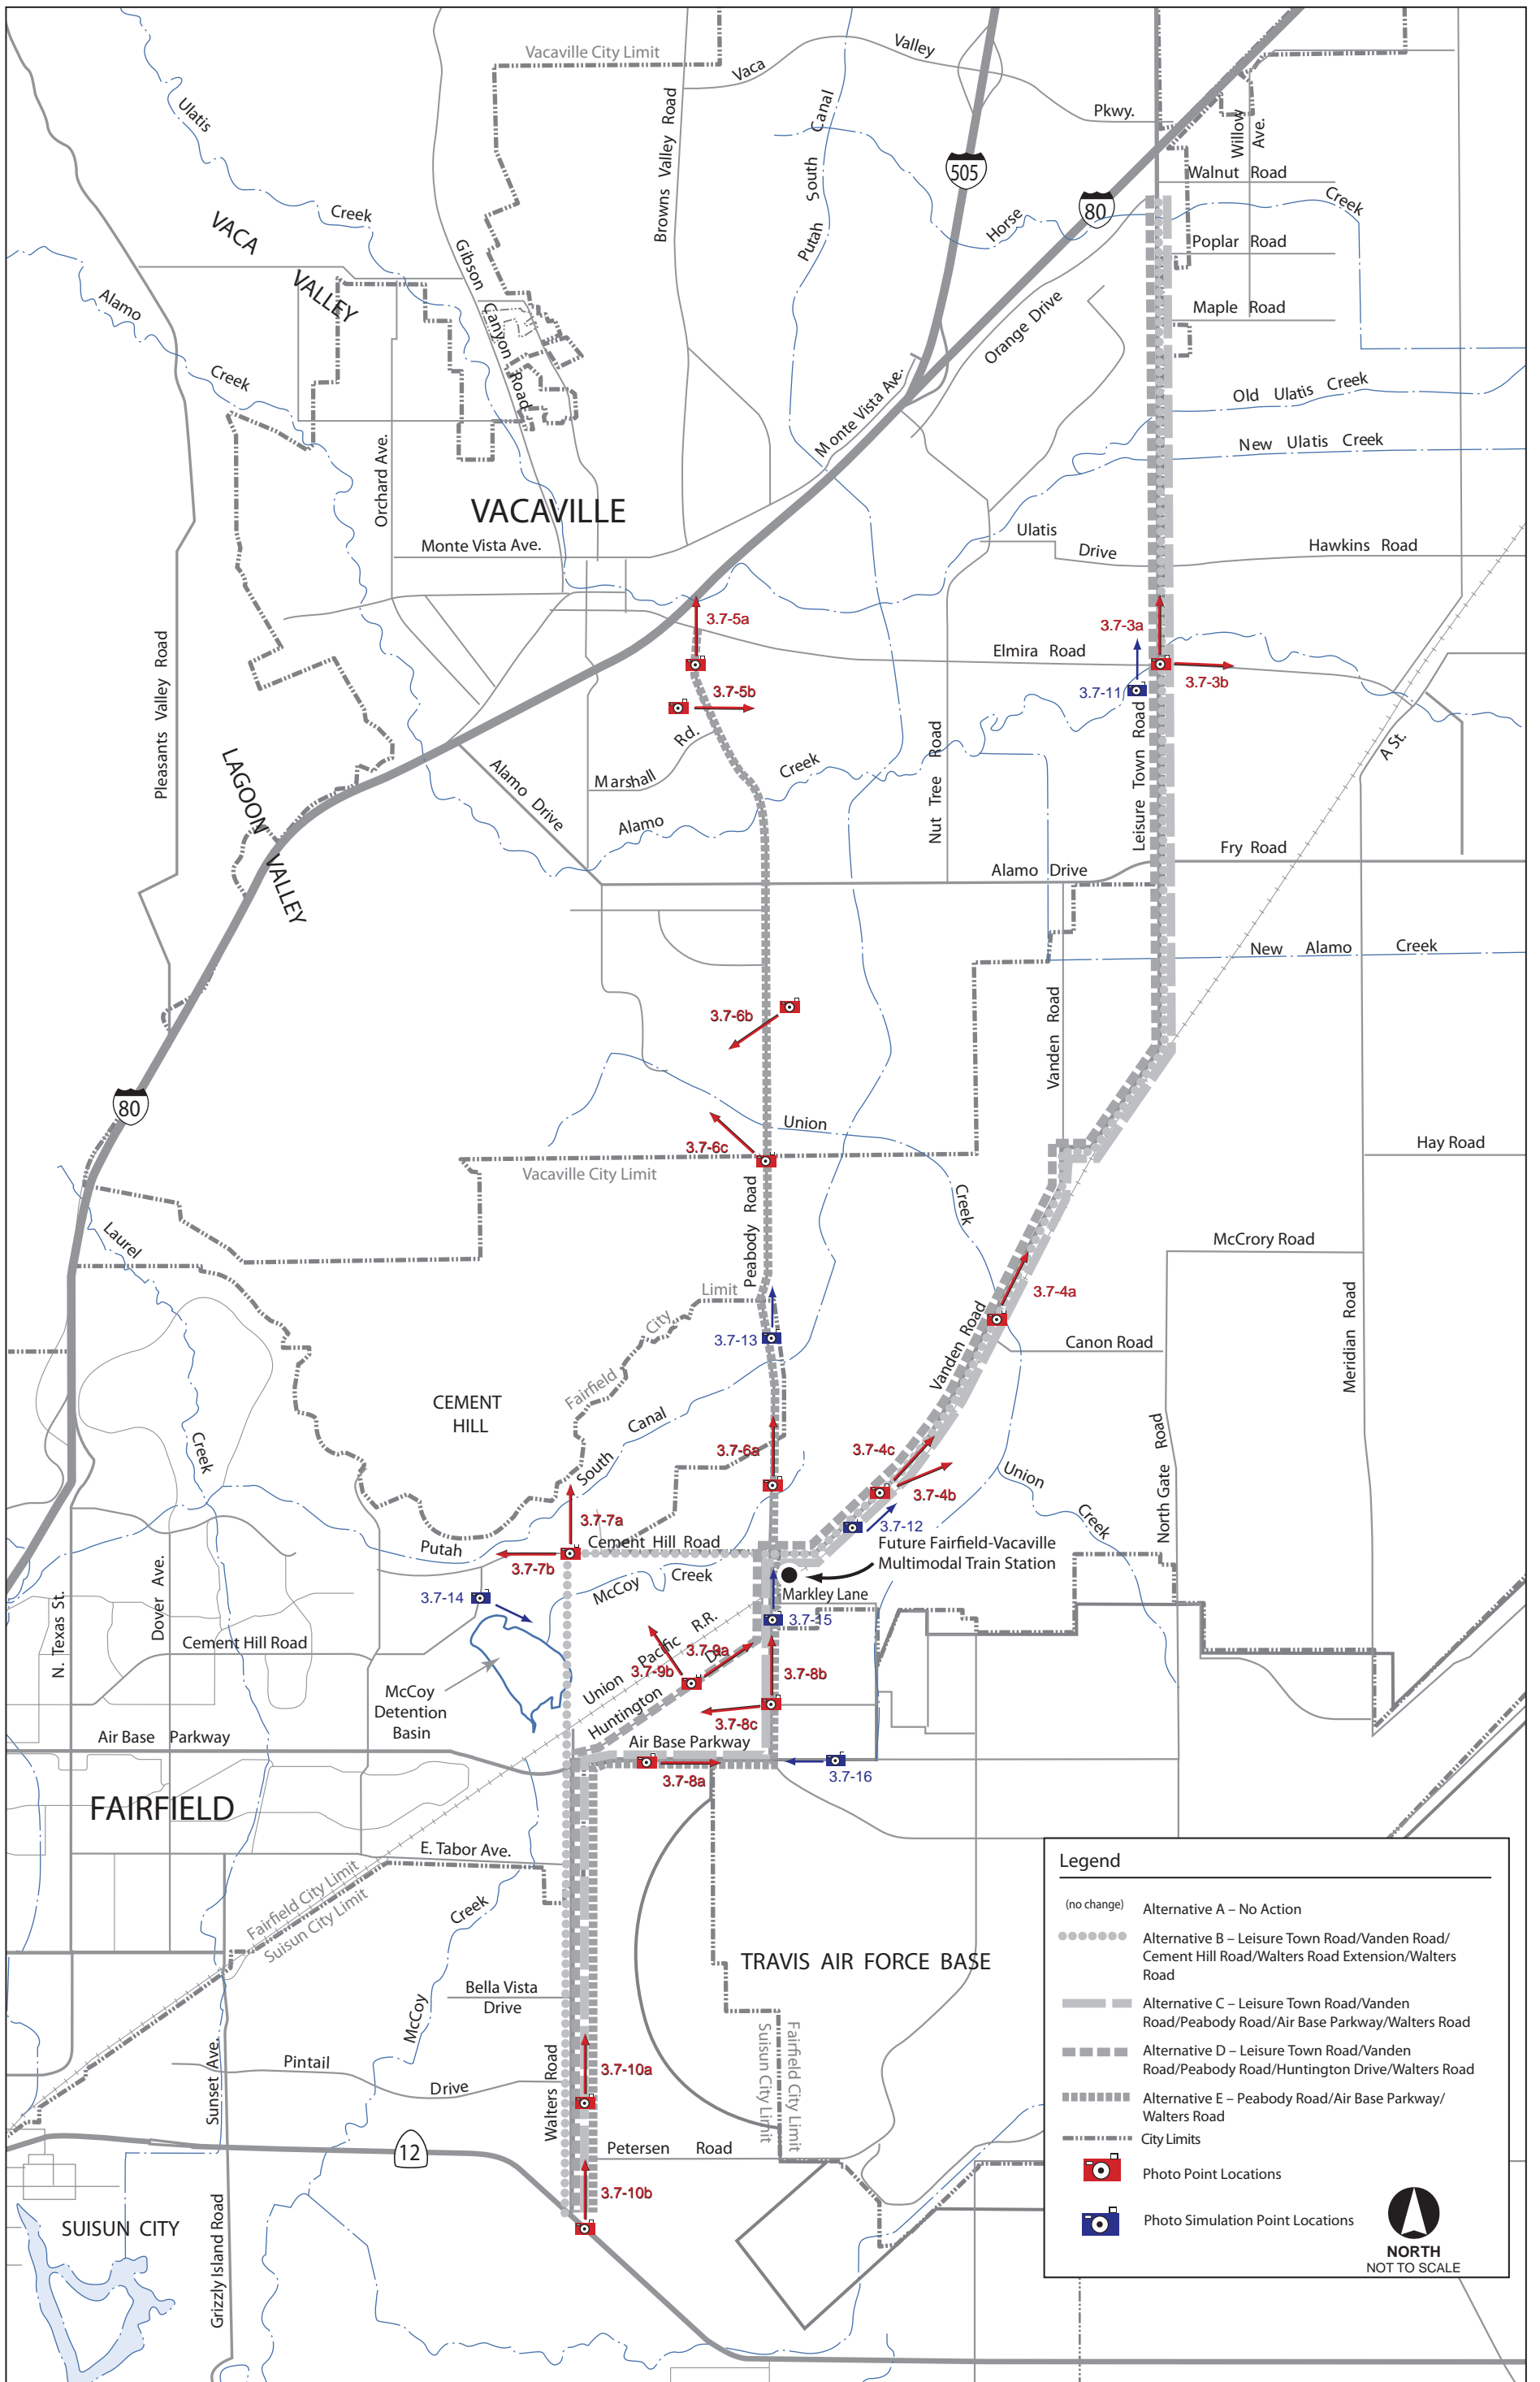 Vacaville City Limit
Vaca
Valley
Pkwy.
Browns Valley Road
Putah South Canal
505
80
Willow
Ave.
Walnut Road
Creek
Poplar Road
Maple Road
Horse
Orange Drive
Ulatis
Creek
VACA
VALLEY
Alamo
Creek
Gibson
Canyon
Road
Orchard Ave.
Monte Vista Ave.
Old Ulatis Creek
New Ulatis Creek
VACAVILLE
Monte Vista Ave.
Ulatis
Drive
Hawkins Road
3.7-5a
3.7-3a
Elmira Road
3.7-3b
3.7-5b
3.7-11
Pleasants Valley Road
Rd.
Marshall
Creek
Alamo
Alamo Drive
Nut Tree Road
Leisure Town Road
A St.
LAGOON
VALLEY
Alamo Drive
Fry Road
New Alamo Creek
3.7-6b
Vanden Road
80
Union
3.7-6c
Vacaville City Limit
Hay Road
Creek
Peabody Road
Laurel
McCrory Road
Limit
City
Fairfield
3.7-4a
3.7-13
Vanden Road
Canon Road
Meridian Road
CEMENT
HILL
Creek
South
Canal
3.7-6a
3.7-4c
3.7-4b
Union
Creek
North Gate Road
3.7-7a
3.7-12
Putah
Cement Hill Road
3.7-7b
Future Fairfield-Vacaville
Multimodal Train Station
McCoy
Creek
Markley Lane
3.7-14
3.7-15
N. Texas St.
Dover Ave.
Cement Hill Road
Union Pacific R.R.
3.7-9a
3.7-9b
Huntington
Dr.
3.7-8b
McCoy
Detention
Basin
3.7-8c
Air Base Parkway
Air Base Parkway
3.7-8a
3.7-16
FAIRFIELD
E. Tabor Ave.
Fairfield City Limit
Suisun City Limit
Creek
McCoy
TRAVIS AIR FORCE BASE
Bella Vista
Drive
Fairfield City Limit
Suisun City Limit
Sunset Ave.
Pintail
Drive
Walters Road
3.7-10a
12
Petersen Road
3.7-10b
SUISUN CITY
Grizzly Island Road
Legend
(no change) Alternative A – No Action
Alternative B – Leisure Town Road/Vanden Road/
Cement Hill Road/Walters Road Extension/Walters
Road
Alternative C – Leisure Town Road/Vanden
Road/Peabody Road/Air Base Parkway/Walters Road
Alternative D – Leisure Town Road/Vanden
Road/Peabody Road/Huntington Drive/Walters Road
Alternative E – Peabody Road/Air Base Parkway/
Walters Road
City Limits
Photo Point Locations
Photo Simulation Point Locations
NORTH
NOT TO SCALE